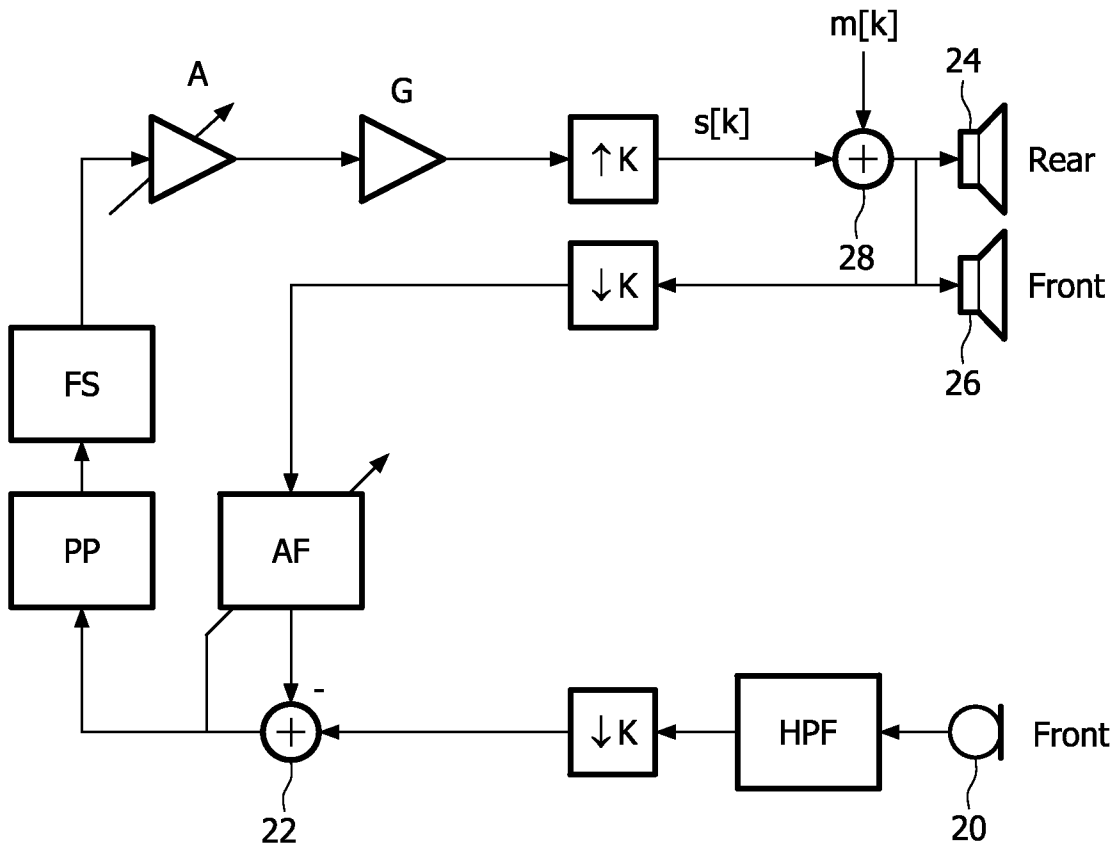 m[k]
24
A
G
s[k]
↑K
+
Rear
28
↓K
Front
26
FS
PP
AF
-
+
↓K
HPF
Front
22
20